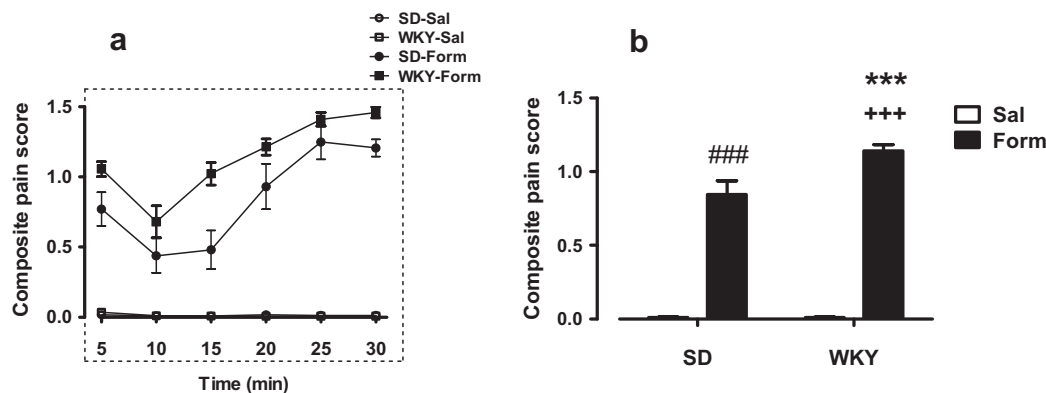 a
SD-Sal
WKY-Sal
SD-Form
WKY-Form
Composite pain score
1.5
1.0
0.5
0.0
5 10 15 20 25 30
Time (min)
b
Composite pain score
1.5
1.0
0.5
0.0
###
***
+++
Sal
Form
SD WKY